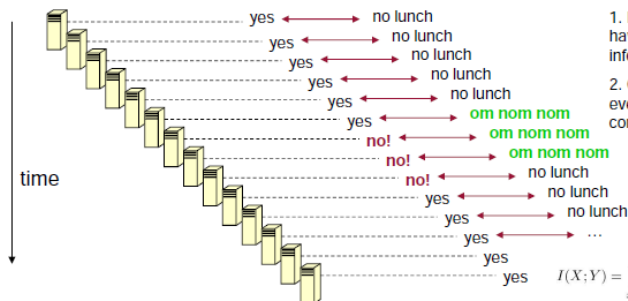 yes no lunch
yes no lunch
yes no lunch
yes no lunch
yes no lunch
yes om nom nom
no! om nom nom
no! om nom nom
no! no lunch
yes no lunch
yes no lunch
yes ...
yes
yes
time
1.
2.
I(X;Y) =